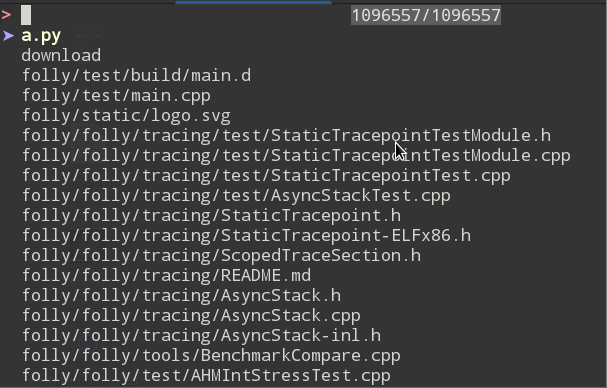 > 1096557/1096557
➤ a.py
download
folly/test/build/main.d
folly/test/main.cpp
folly/static/logo.svg
folly/folly/tracing/test/StaticTracepointTestModule.h
folly/folly/tracing/test/StaticTracepointTestModule.cpp
folly/folly/tracing/test/StaticTracepointTest.cpp
folly/folly/tracing/test/AsyncStackTest.cpp
folly/folly/tracing/StaticTracepoint.h
folly/folly/tracing/StaticTracepoint-ELFx86.h
folly/folly/tracing/ScopedTraceSection.h
folly/folly/tracing/README.md
folly/folly/tracing/AsyncStack.h
folly/folly/tracing/AsyncStack.cpp
folly/folly/tracing/AsyncStack-inl.h
folly/folly/tools/BenchmarkCompare.cpp
folly/folly/test/AHMIntStressTest.cpp